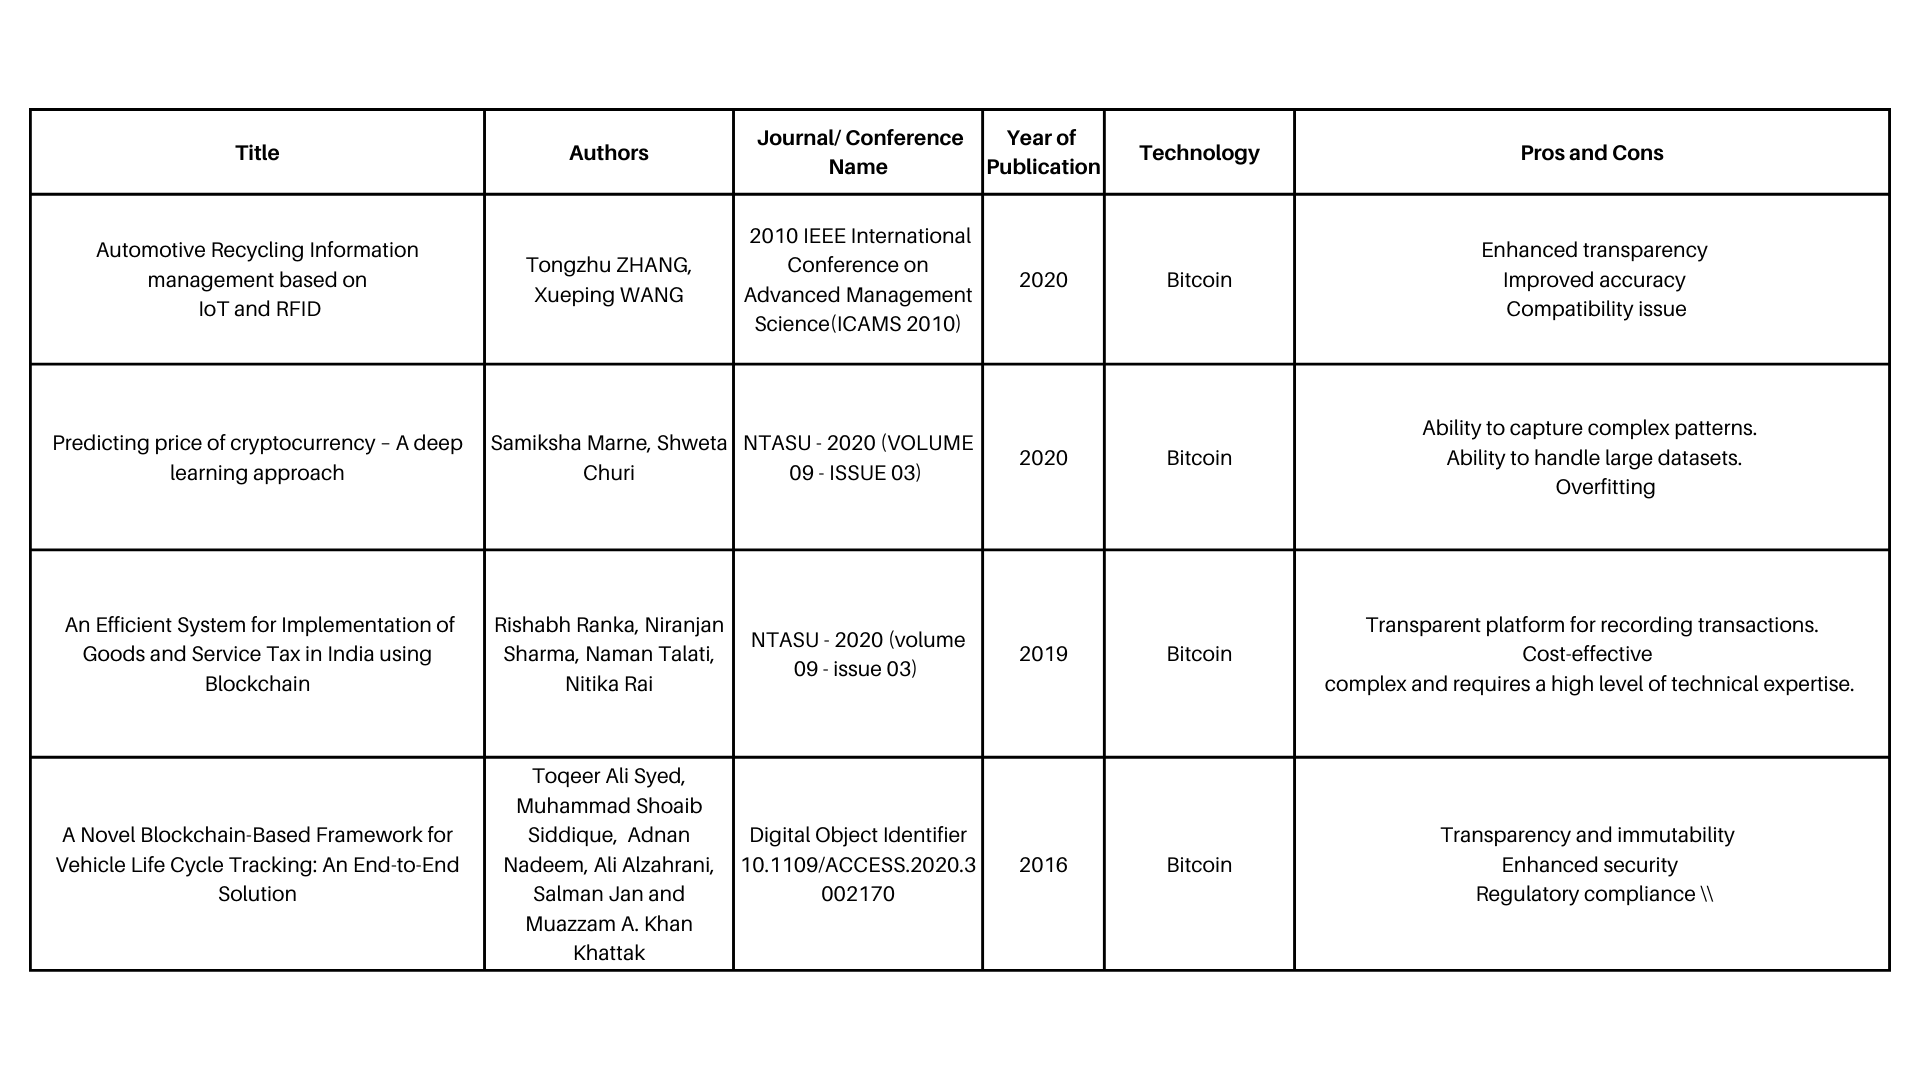 Title
Authors
Journal/ Conference
Name
Year of
Publication
Technology
Pros and Cons
Automotive Recycling Information
management based on
IoT and RFID
Tongzhu ZHANG,
Xueping WANG
2010 IEEE International
Conference on
Advanced Management
Science(ICAMS 2010)
2020
Bitcoin
Enhanced transparency
Improved accuracy
Compatibility issue
Predicting price of cryptocurrency – A deep
learning approach
Samiksha Marne, Shweta
Churi
NTASU - 2020 (VOLUME
09 - ISSUE 03)
2020
Bitcoin
Ability to capture complex patterns.
Ability to handle large datasets.
Overfitting
An Efficient System for Implementation of
Goods and Service Tax in India using
Blockchain
Rishabh Ranka, Niranjan
Sharma, Naman Talati,
Nitika Rai
NTASU - 2020 (volume
09 - issue 03)
2019
Bitcoin
Transparent platform for recording transactions.
Cost-effective
complex and requires a high level of technical expertise.
A Novel Blockchain-Based Framework for
Vehicle Life Cycle Tracking: An End-to-End
Solution
Toqeer Ali Syed,
Muhammad Shoaib
Siddique,  Adnan
Nadeem, Ali Alzahrani,
Salman Jan and
Muazzam A. Khan
Khattak
Digital Object Identifier
10.1109/ACCESS.2020.3
002170
2016
Bitcoin
Transparency and immutability
Enhanced security
Regulatory compliance \\